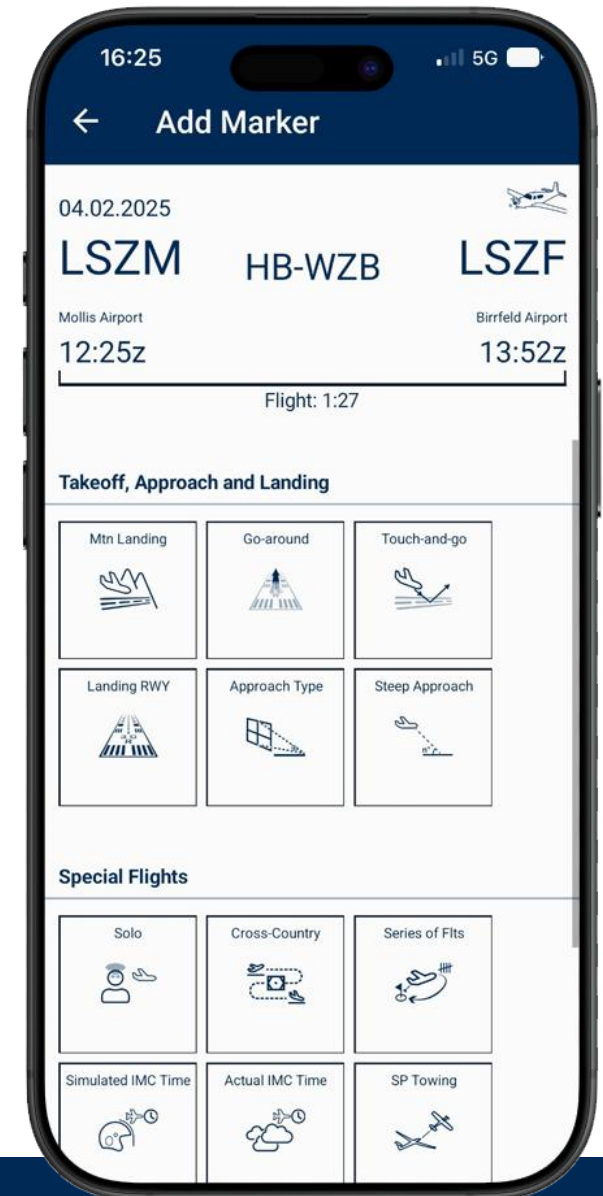 16:25
5G
Add Marker
04.02.2025
LSZM HB-WZB LSZF
Mollis Airport Birrfeld Airport
12:25z 13:52z
Flight: 1:27
Takeoff, Approach and Landing
Mtn Landing Go-around Touch-and-go
Landing RWY Approach Type Steep Approach
Special Flights
Solo Cross-Country Series of Flts
Simulated IMC Time Actual IMC Time SP Towing